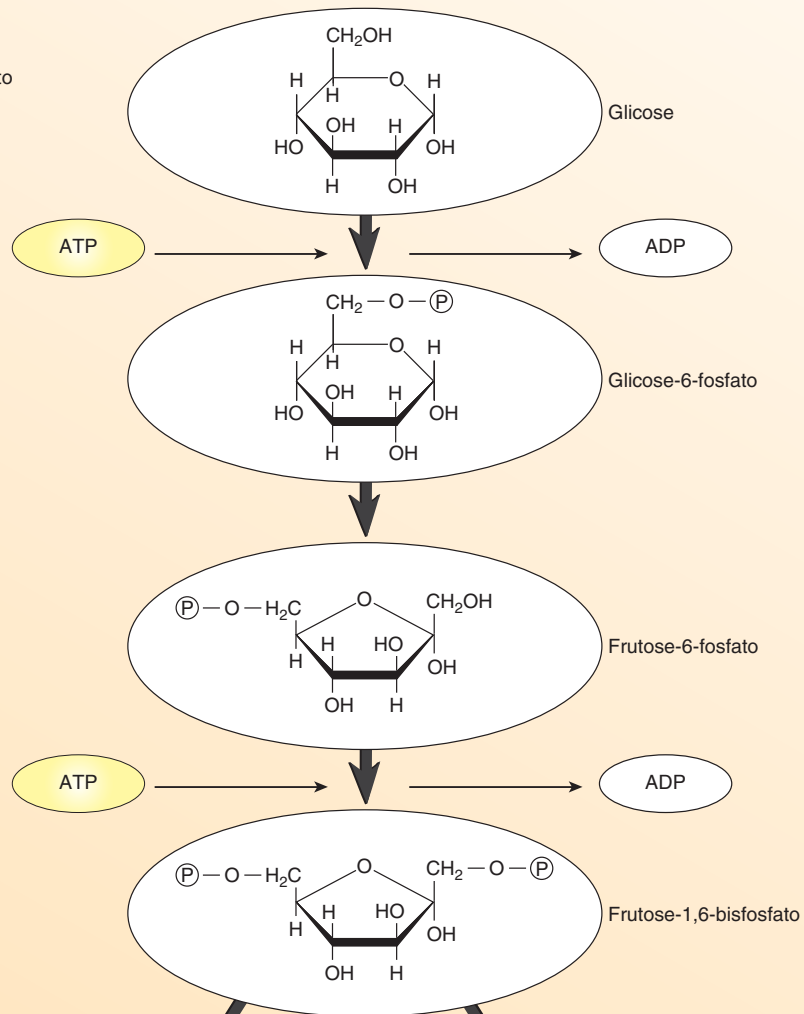 to
CH₂OH
H O H
H
OH H
HO OH
H OH
Glicose
ATP
ADP
CH₂ — O — P
H O H
H
OH H
HO OH
H OH
Glicose-6-fosfato
P — O — H₂C O CH₂OH
H HO
H OH
OH H
Frutose-6-fosfato
ATP
ADP
P — O — H₂C O CH₂ — O — P
H HO
H OH
OH H
Frutose-1,6-bisfosfato